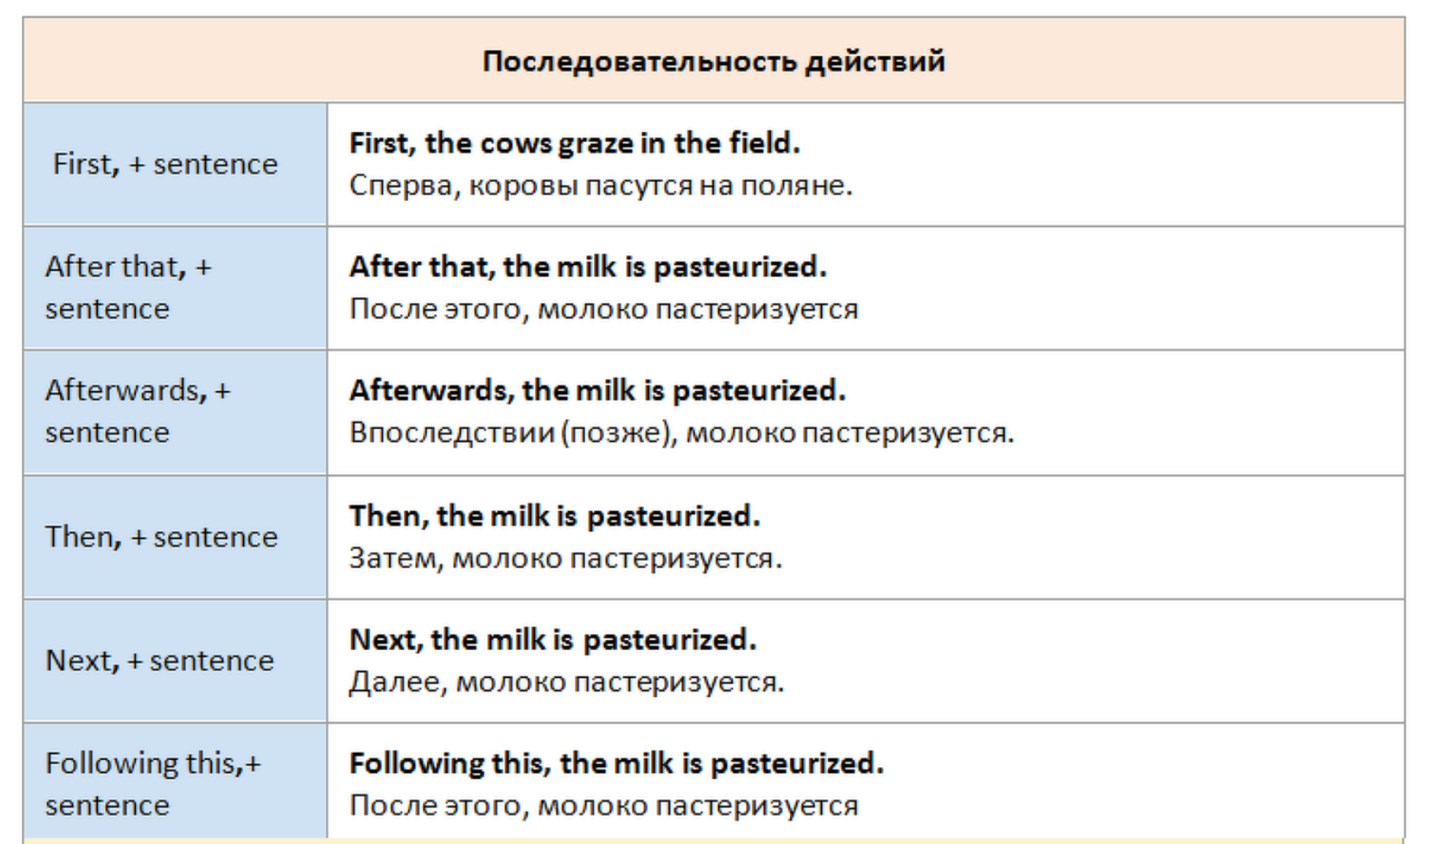 Последовательность действий
First, + sentence
First, the cows graze in the field.
Сперва, коровы пасутся на поляне.
After that, +
sentence
After that, the milk is pasteurized.
После этого, молоко пастеризуется
Afterwards, +
sentence
Afterwards, the milk is pasteurized.
Впоследствии (позже), молоко пастеризуется.
Then, + sentence
Then, the milk is pasteurized.
Затем, молоко пастеризуется.
Next, + sentence
Next, the milk is pasteurized.
Далее, молоко пастеризуется.
Following this,+
sentence
Following this, the milk is pasteurized.
После этого, молоко пастеризуется